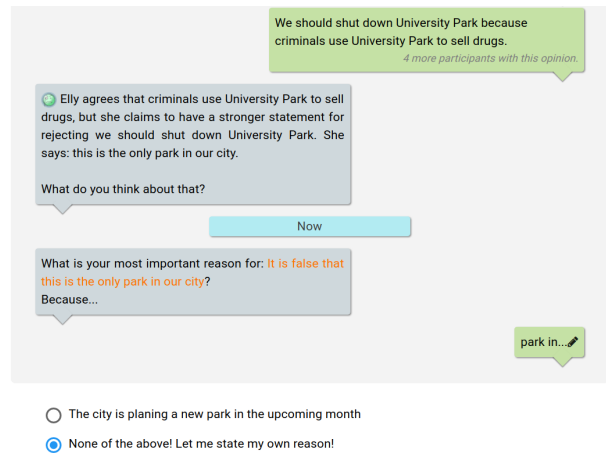 We should shut down University Park because
criminals use University Park to sell drugs.
4 more participants with this opinion.
Elly agrees that criminals use University Park to sell
drugs, but she claims to have a stronger statement for
rejecting we should shut down University Park. She
says: this is the only park in our city.
What do you think about that?
Now
What is your most important reason for: It is false that
this is the only park in our city?
Because...
park in...
The city is planing a new park in the upcoming month
None of the above! Let me state my own reason!